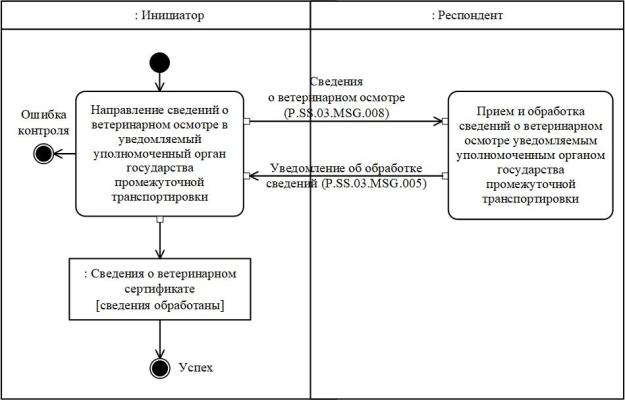 : Инициатор
: Респондент
Ошибка
контроля
Направление сведений о
ветеринарном осмотре в
уведомляемый
уполномоченный орган
государства
промежуточной
транспортировки
Сведения
о ветеринарном осмотре
(P.SS.03.MSG.008)
Уведомление об обработке
сведений (P.SS.03.MSG.005)
Прием и обработка
сведений о ветеринарном
осмотре уведомляемым
уполномоченным органом
государства
промежуточной
транспортировки
: Сведения о ветеринарном
сертификате
[сведения обработаны]
Успех